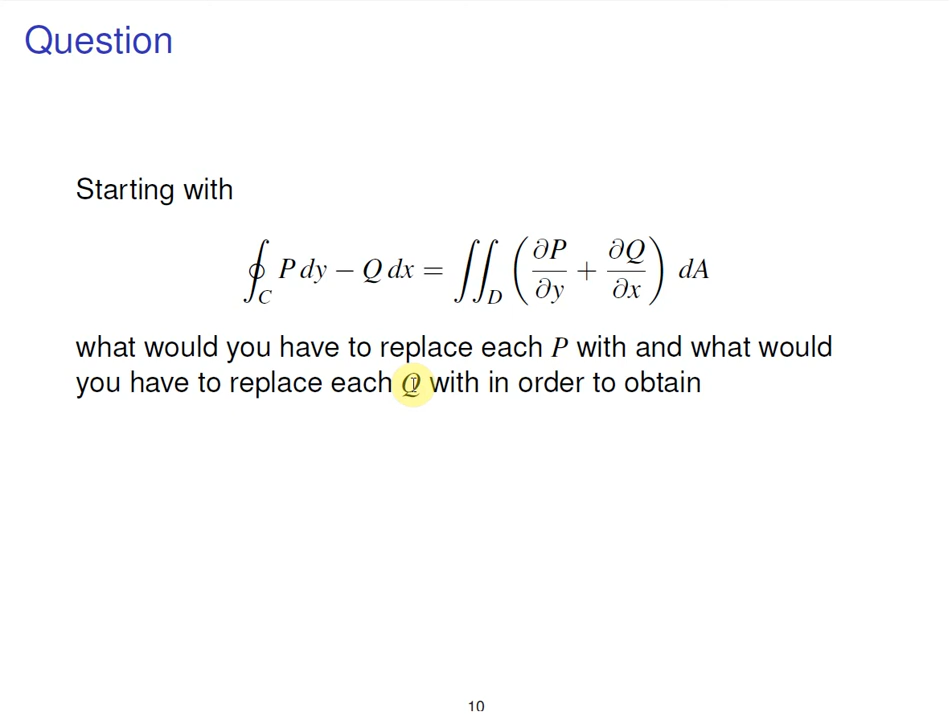 Question
Starting with
∮_C P dy − Q dx = ∬_D (∂P/∂y + ∂Q/∂x) dA
what would you have to replace each P with and what would
you have to replace each Q with in order to obtain
10